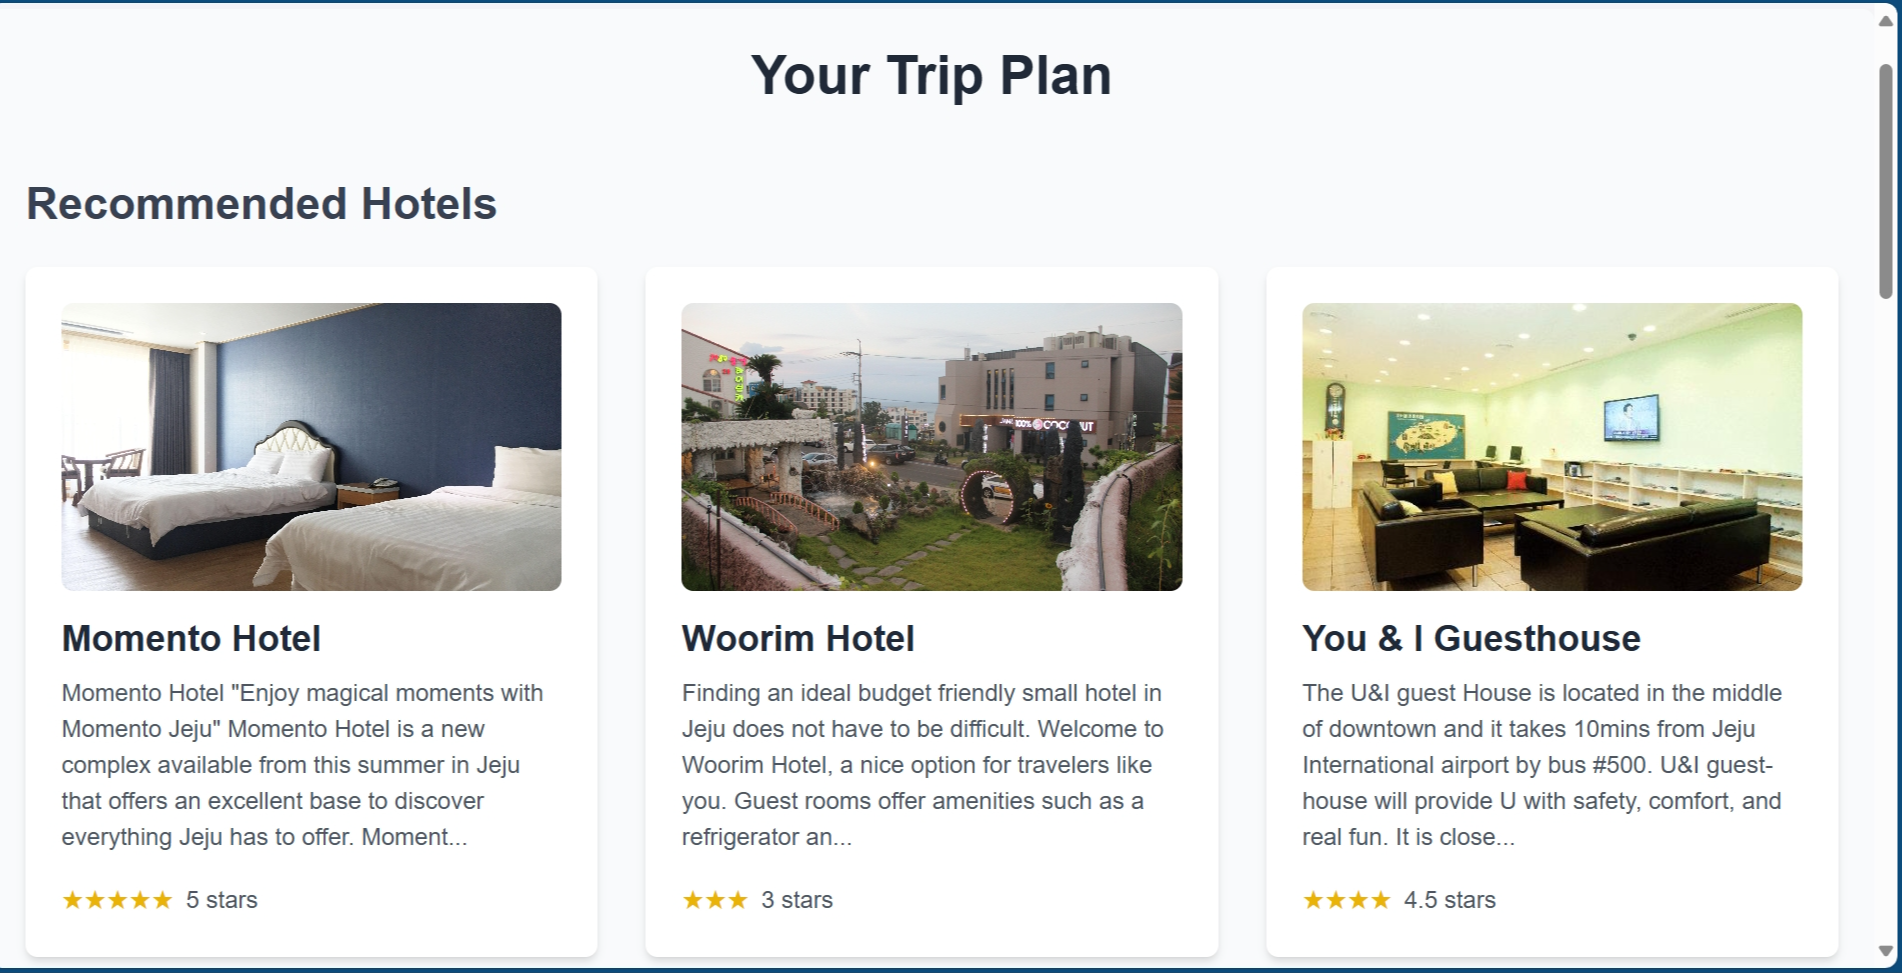 Your Trip Plan
Recommended Hotels
100% COCONUT
Momento Hotel
Momento Hotel "Enjoy magical moments with
Momento Jeju" Momento Hotel is a new
complex available from this summer in Jeju
that offers an excellent base to discover
everything Jeju has to offer. Moment...
★★★★★ 5 stars
Woorim Hotel
Finding an ideal budget friendly small hotel in
Jeju does not have to be difficult. Welcome to
Woorim Hotel, a nice option for travelers like
you. Guest rooms offer amenities such as a
refrigerator an...
★★★ 3 stars
You & I Guesthouse
The U&I guest House is located in the middle
of downtown and it takes 10mins from Jeju
International airport by bus #500. U&I guest-
house will provide U with safety, comfort, and
real fun. It is close...
★★★★ 4.5 stars